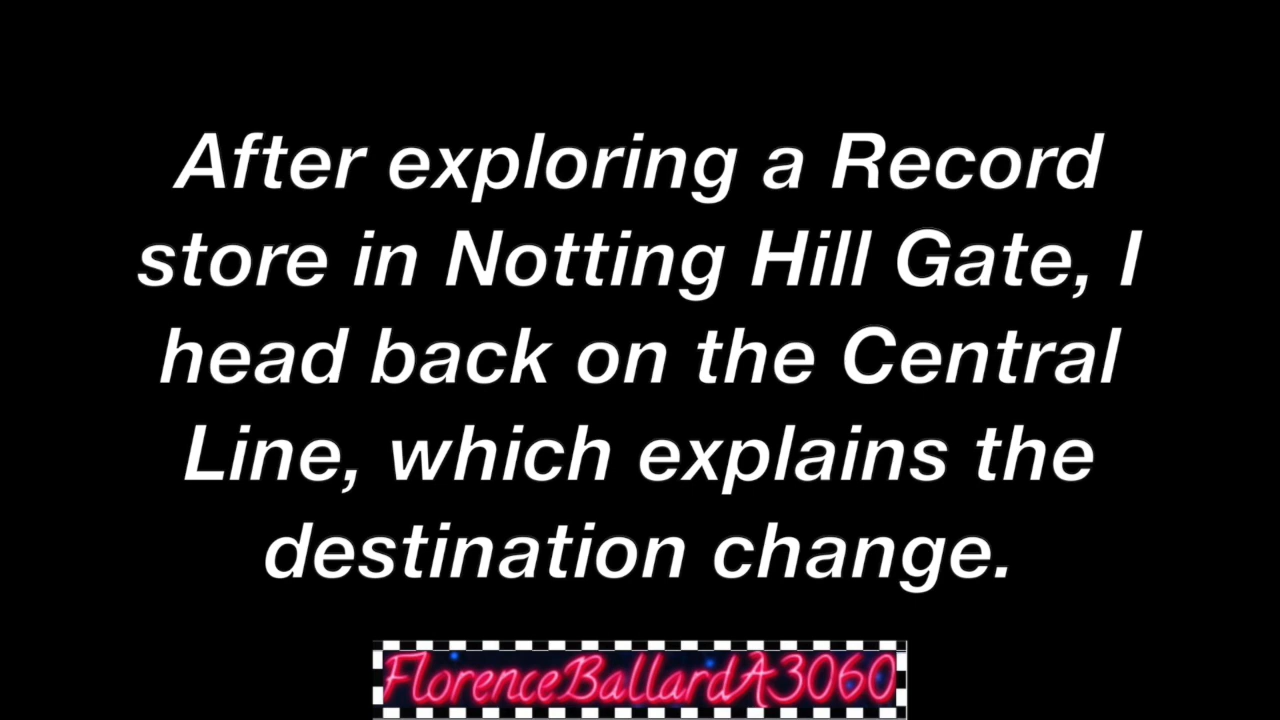 After exploring a Record
store in Notting Hill Gate, I
head back on the Central
Line, which explains the
destination change.
FlorenceBallardA3060